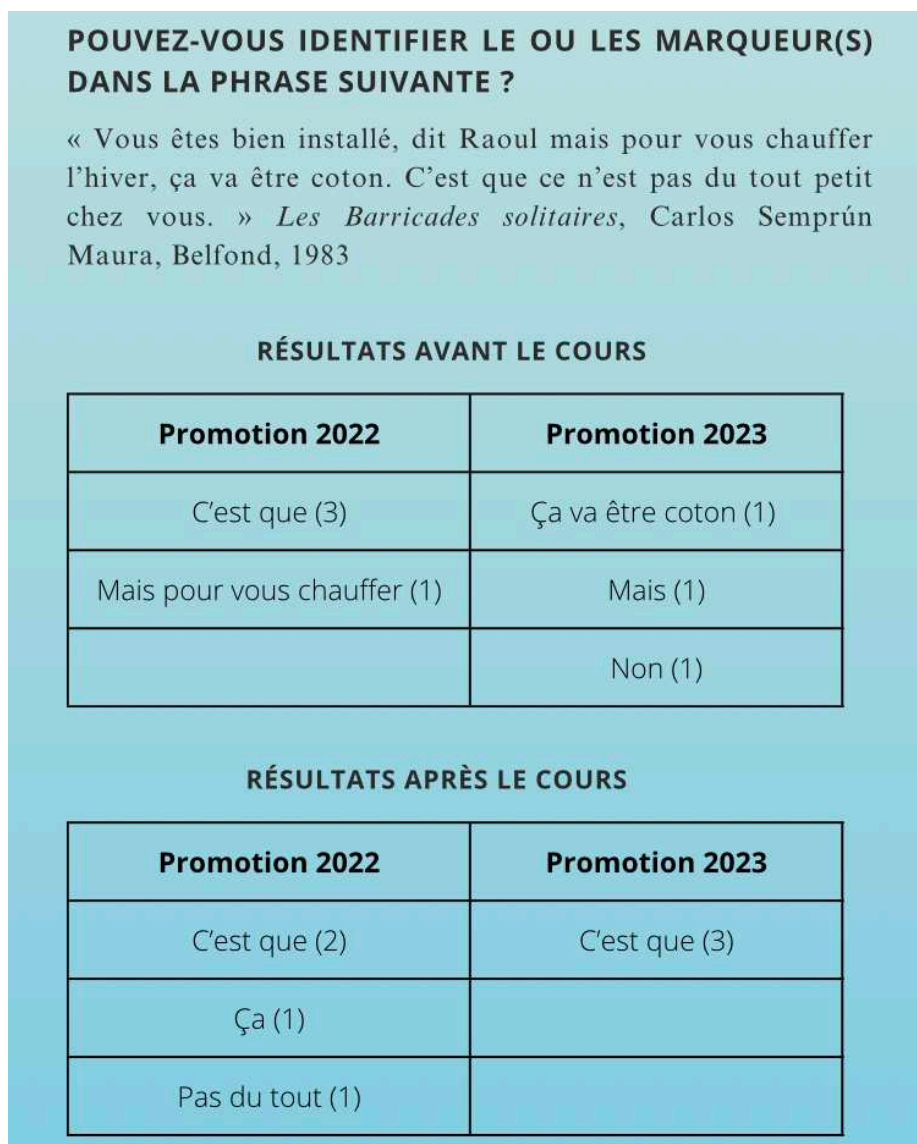 POUVEZ-VOUS IDENTIFIER LE OU LES MARQUEUR(S)
DANS LA PHRASE SUIVANTE ?
« Vous êtes bien installé, dit Raoul mais pour vous chauffer
l’hiver, ça va être coton. C’est que ce n’est pas du tout petit
chez vous. » Les Barricades solitaires, Carlos Semprún
Maura, Belfond, 1983
RÉSULTATS AVANT LE COURS
Promotion 2022 Promotion 2023
C’est que (3) Ça va être coton (1)
Mais pour vous chauffer (1) Mais (1)
Non (1)
RÉSULTATS APRÈS LE COURS
Promotion 2022 Promotion 2023
C’est que (2) C’est que (3)
Ça (1)
Pas du tout (1)